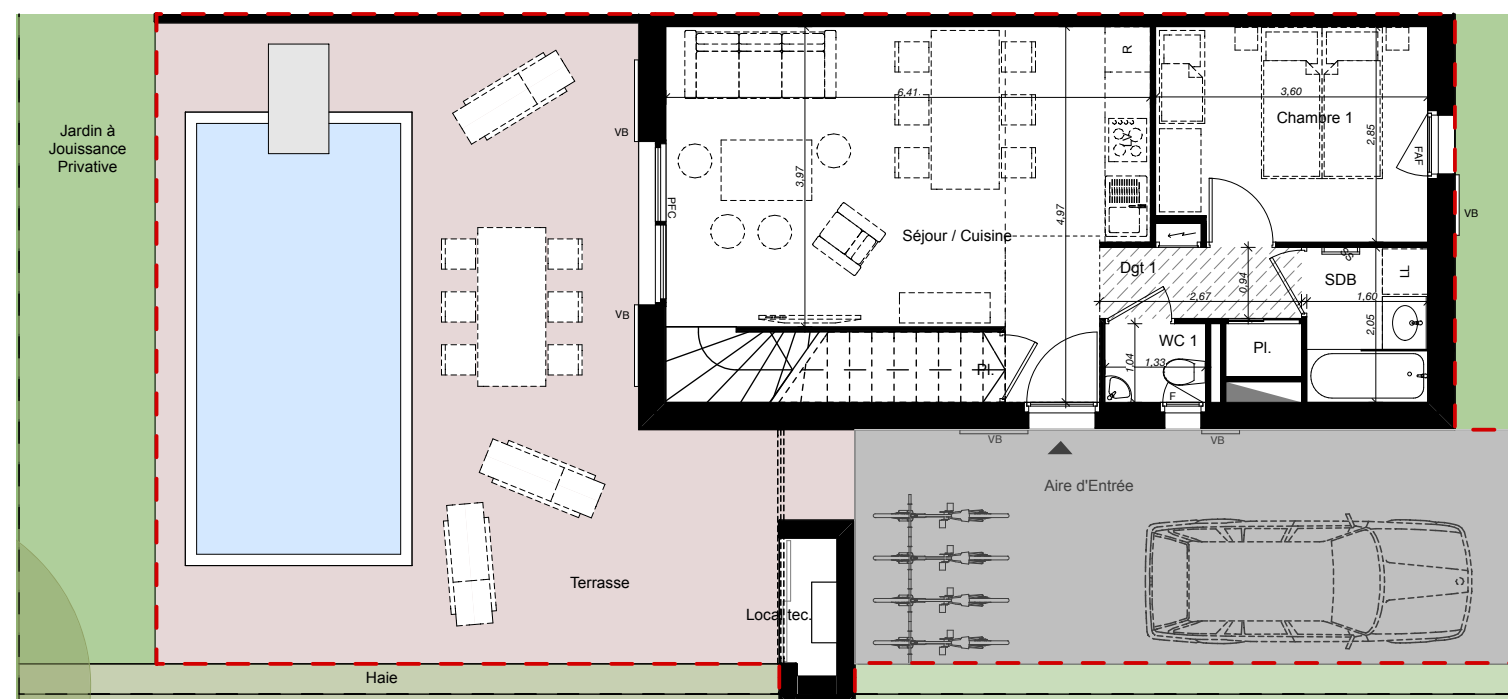 Jardin à
Jouissance
Privative
VB
PFC
VB
6,41
3,97
4,97
R
LV
Séjour / Cuisine
3,60
Chambre 1
2,85
FAF
VB
Dgt 1
2,67
0,94
SDB
SS
LL
1,60
2,05
Pl.
WC 1
1,04
1,33
F
Pl.
VB
VB
Aire d'Entrée
Terrasse
Local tec.
Haie